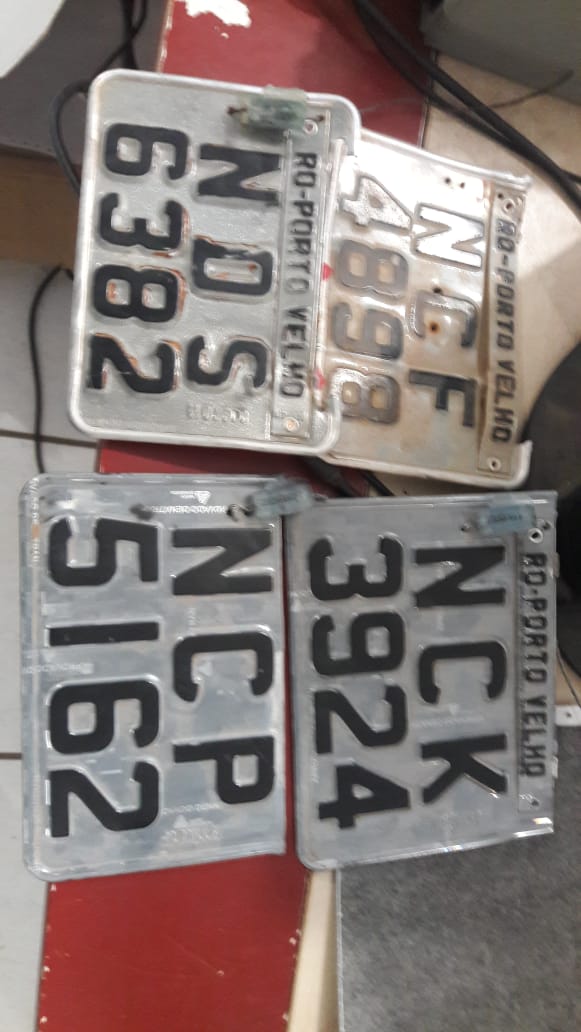 RO-PORTO VELHO
NDS
6382
RO-PORTO VELHO
NCF
4898
NCP
5162
RO-PORTO VELHO
NCK
3924